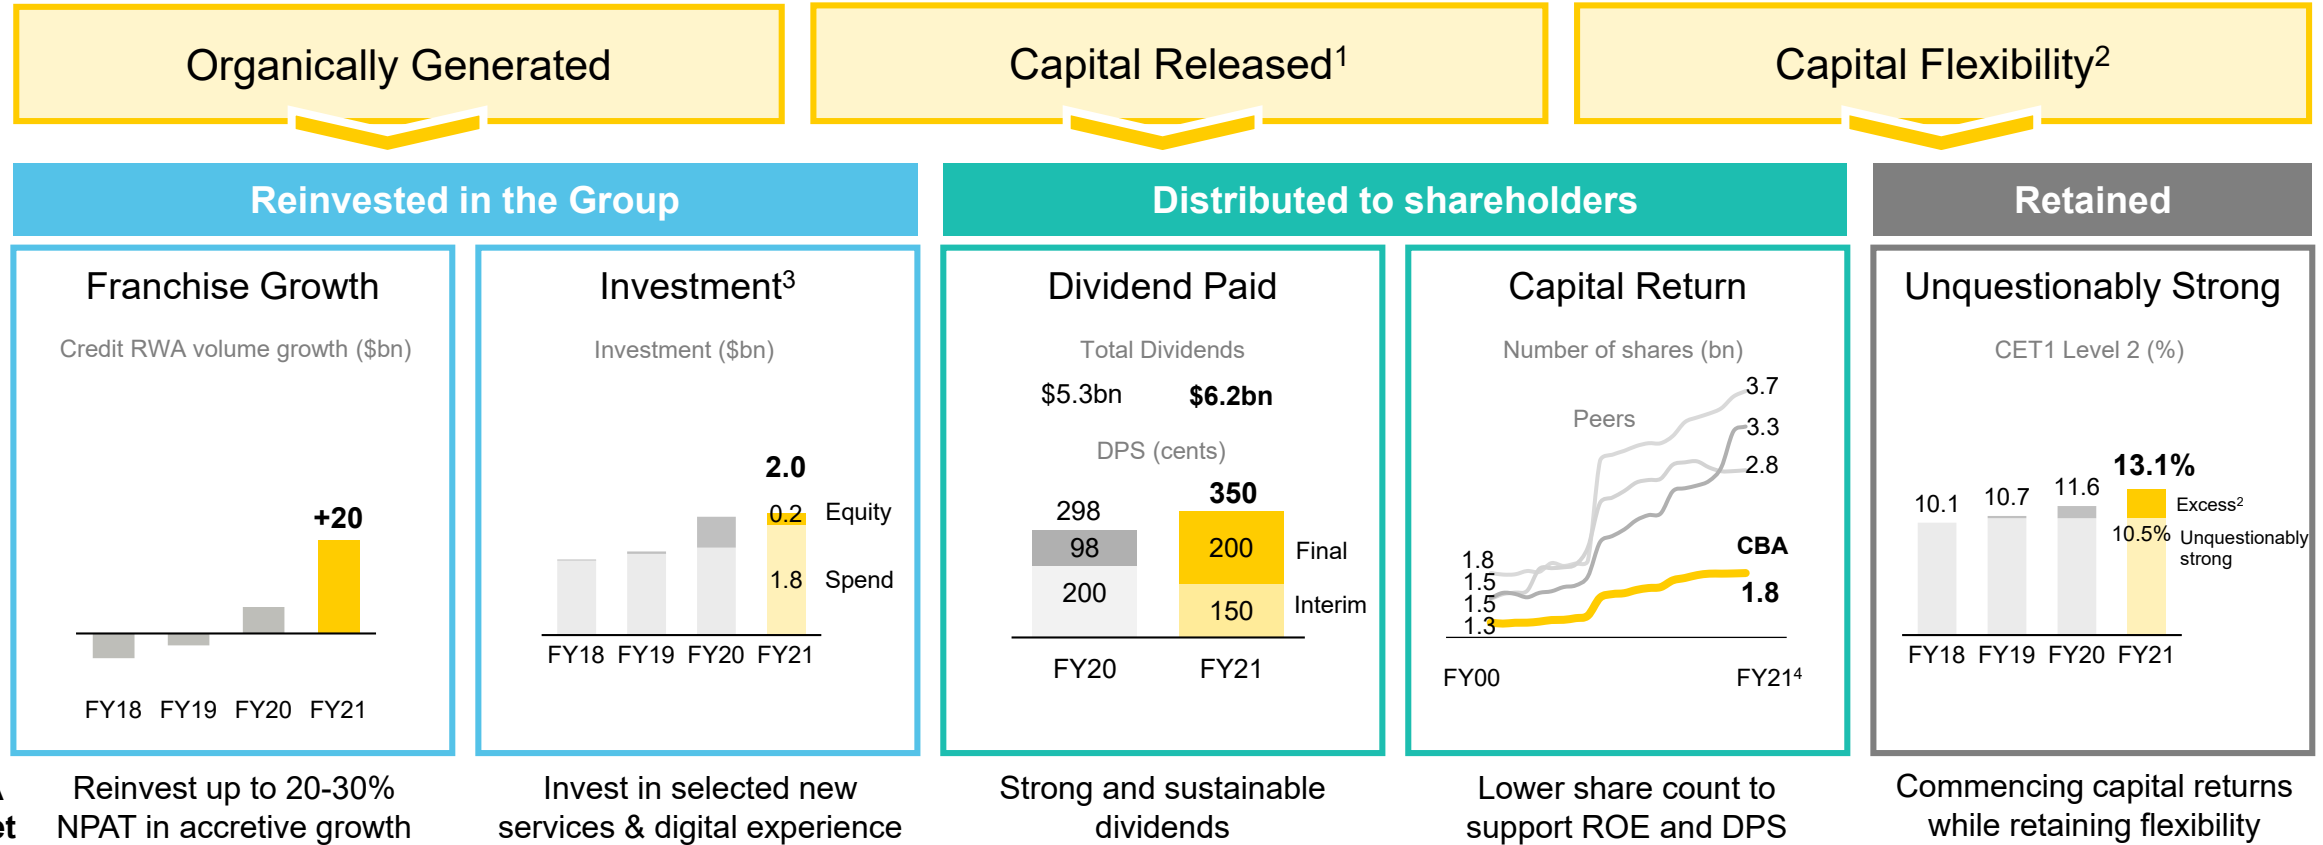 Organically Generated
Capital Released1
Capital Flexibility2
Reinvested in the Group
Distributed to shareholders
Retained
Franchise Growth
Credit RWA volume growth ($bn)
+20
FY18 FY19 FY20 FY21
Investment3
Investment ($bn)
2.0
0.2 Equity
1.8 Spend
FY18 FY19 FY20 FY21
Dividend Paid
Total Dividends
$5.3bn $6.2bn
DPS (cents)
298 350
98 200 Final
200 150 Interim
FY20 FY21
Capital Return
Number of shares (bn)
3.7
Peers
3.3
2.8
CBA
1.8
1.8
1.5
1.5
1.3
FY00 FY214
Unquestionably Strong
CET1 Level 2 (%)
10.1 10.7 11.6 13.1%
Excess2
10.5% Unquestionably
strong
FY18 FY19 FY20 FY21
Reinvest up to 20-30%
NPAT in accretive growth
Invest in selected new
services & digital experience
Strong and sustainable
dividends
Lower share count to
support ROE and DPS
Commencing capital returns
while retaining flexibility